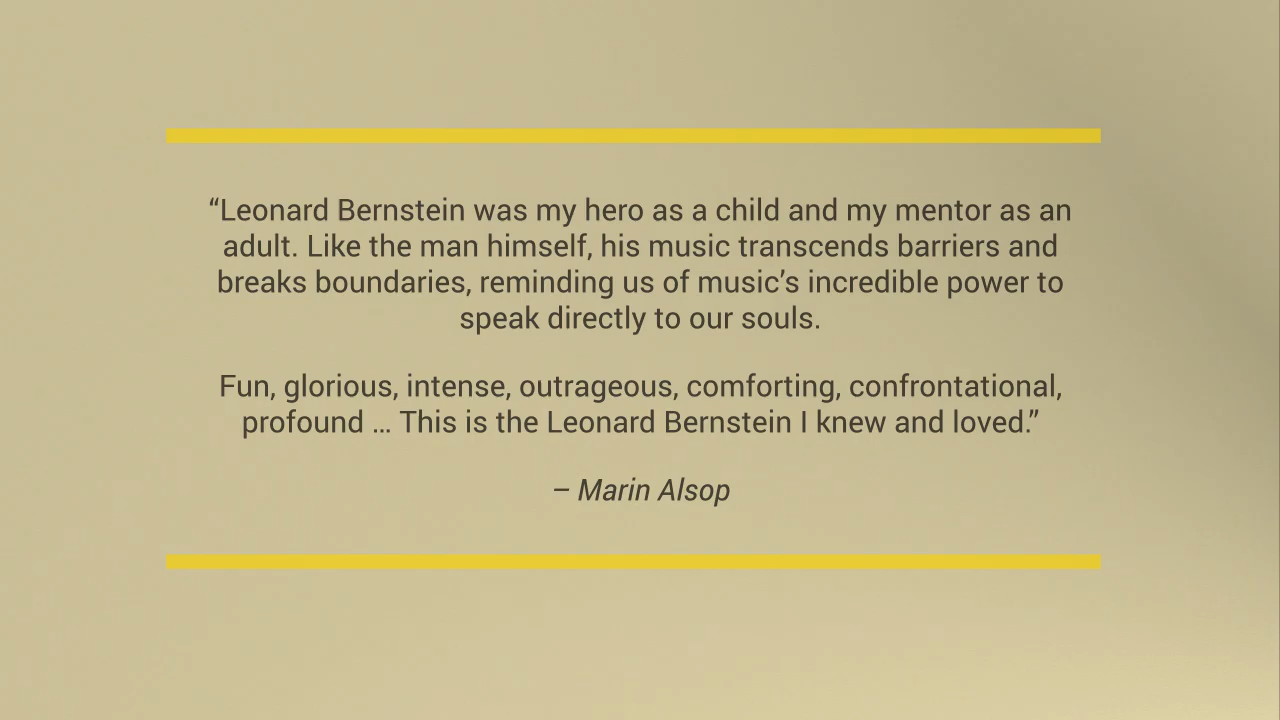 “Leonard Bernstein was my hero as a child and my mentor as an
adult. Like the man himself, his music transcends barriers and
breaks boundaries, reminding us of music’s incredible power to
speak directly to our souls.
Fun, glorious, intense, outrageous, comforting, confrontational,
profound ... This is the Leonard Bernstein I knew and loved.”
– Marin Alsop